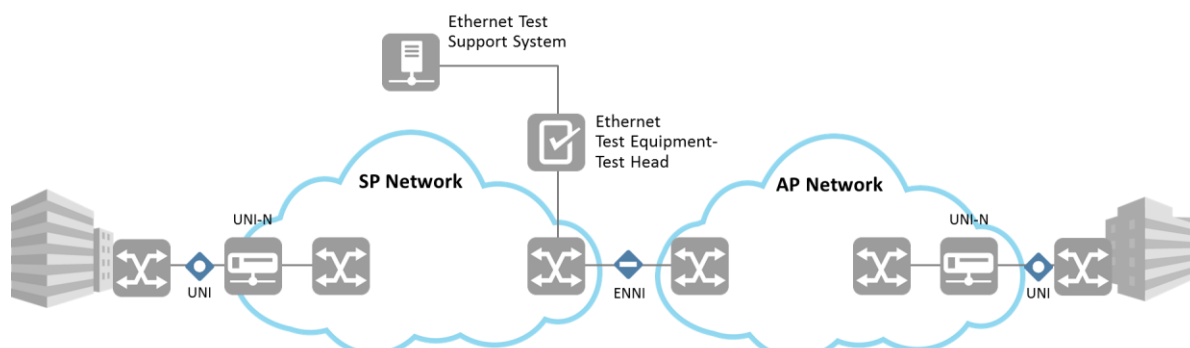 Ethernet Test
Support System
Ethernet
Test Equipment-
Test Head
SP Network
AP Network
UNI-N
UNI-N
UNI
ENNI
UNI